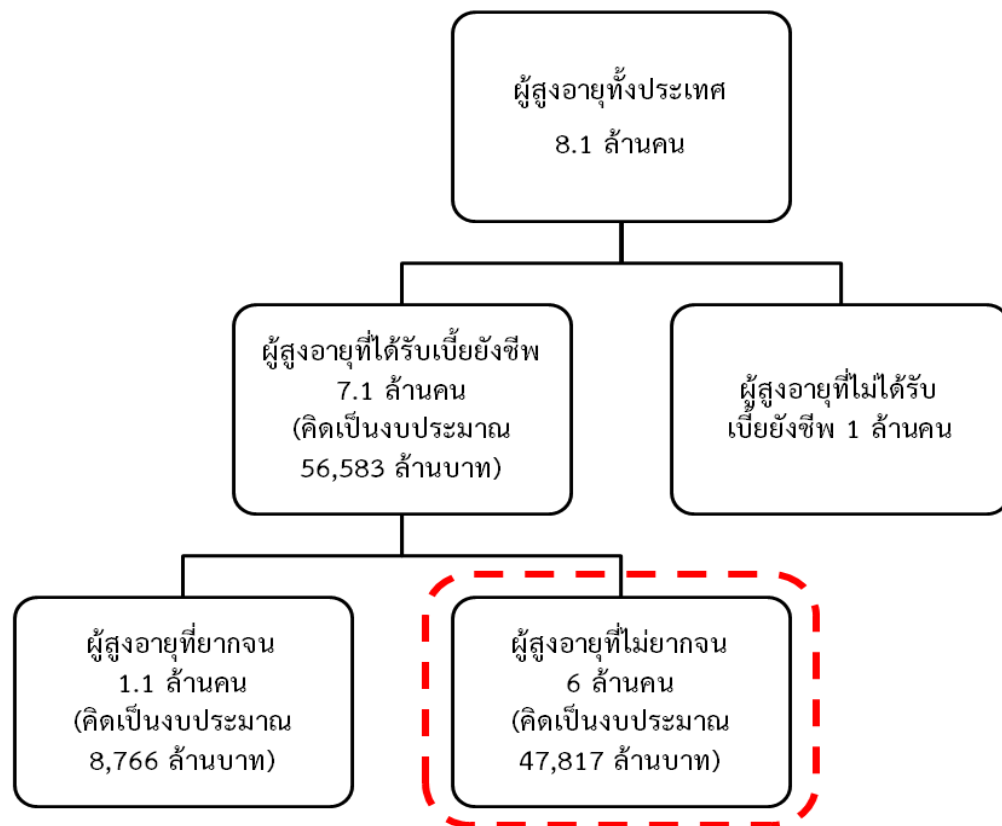 ผู้สูงอายุทั้งประเทศ
8.1 ล้านคน
ผู้สูงอายุที่ได้รับเบี้ยยังชีพ
7.1 ล้านคน
(คิดเป็นงบประมาณ
56,583 ล้านบาท)
ผู้สูงอายุที่ไม่ได้รับ
เบี้ยยังชีพ 1 ล้านคน
ผู้สูงอายุที่ยากจน
1.1 ล้านคน
(คิดเป็นงบประมาณ
8,766 ล้านบาท)
ผู้สูงอายุที่ไม่ยากจน
6 ล้านคน
(คิดเป็นงบประมาณ
47,817 ล้านบาท)